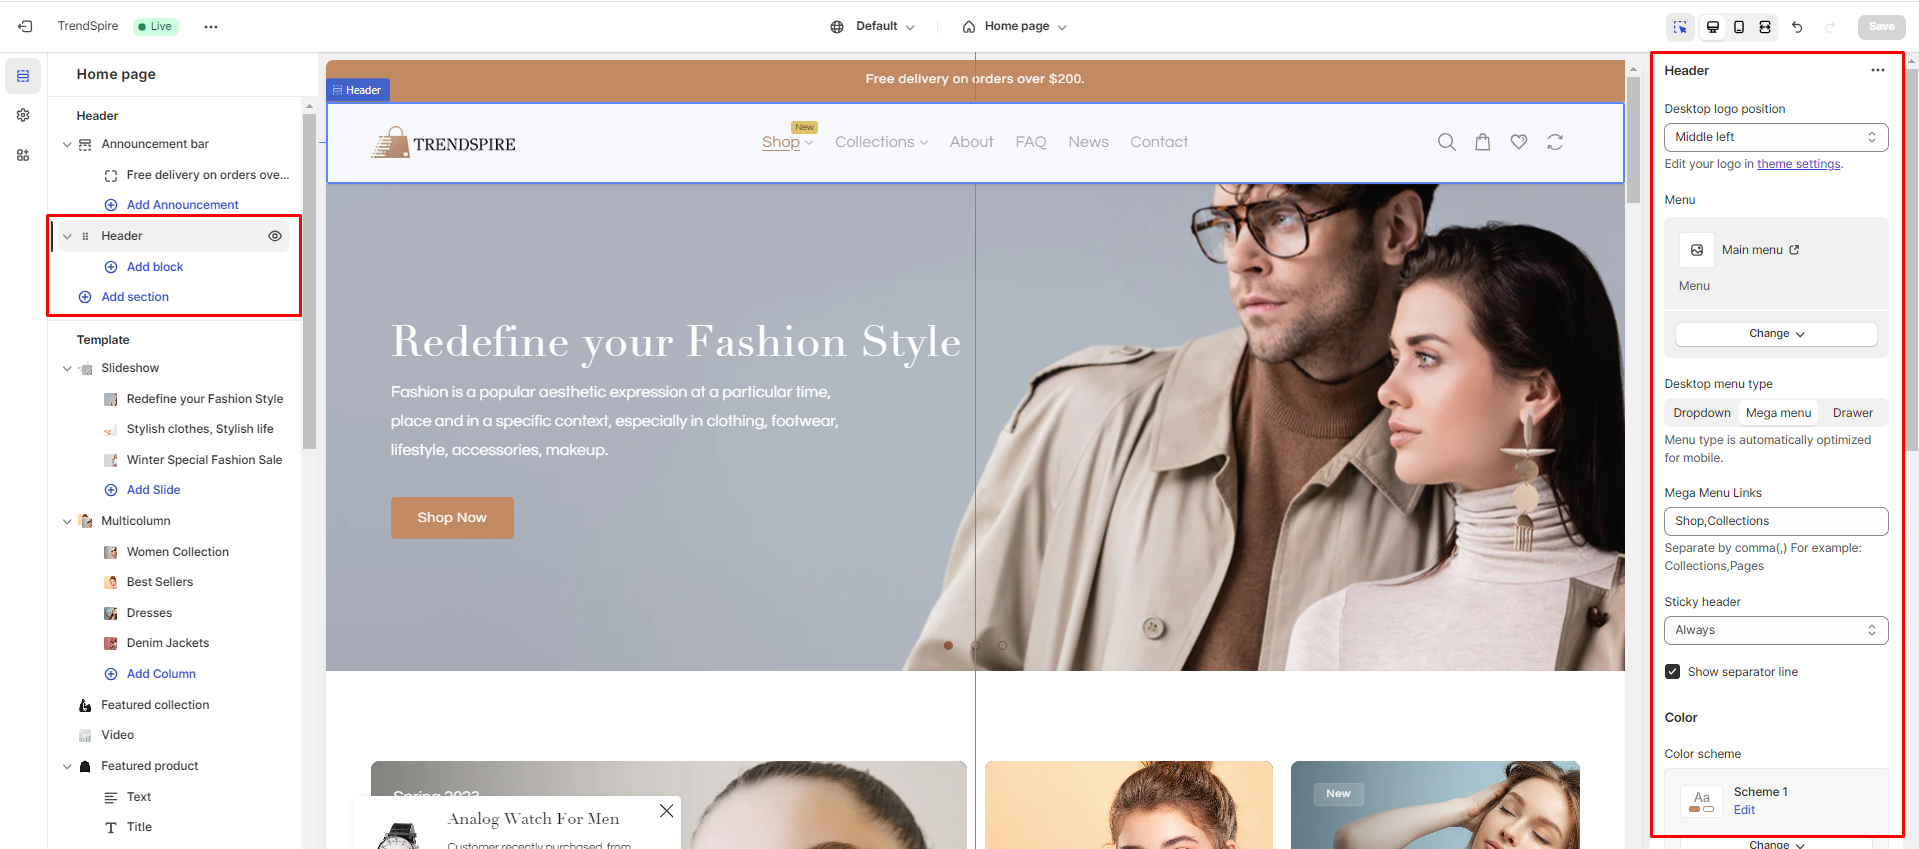 TrendSpire
Live
Default
Home page
Save
Home page
Header
Announcement bar
Free delivery on orders ove...
Add Announcement
Header
Add block
Add section
Template
Slideshow
Redefine your Fashion Style
Stylish clothes, Stylish life
Winter Special Fashion Sale
Add Slide
Multicolumn
Women Collection
Best Sellers
Dresses
Denim Jackets
Add Column
Featured collection
Video
Featured product
Text
Title
Free delivery on orders over $200.
Header
TRENDSPIRE
New
Shop Collections About FAQ News Contact
Redefine your Fashion Style
Fashion is a popular aesthetic expression at a particular time,
place and in a specific context, especially in clothing, footwear,
lifestyle, accessories, makeup.
Shop Now
Spring 2023
Analog Watch For Men
Customer recently purchased from
New
Header
Desktop logo position
Middle left
Edit your logo in theme settings.
Menu
Main menu
Menu
Change
Desktop menu type
Dropdown Mega menu Drawer
Menu type is automatically optimized
for mobile.
Mega Menu Links
Shop,Collections
Separate by comma(,) For example:
Collections,Pages
Sticky header
Always
Show separator line
Color
Color scheme
Aa
Scheme 1
Edit
Change